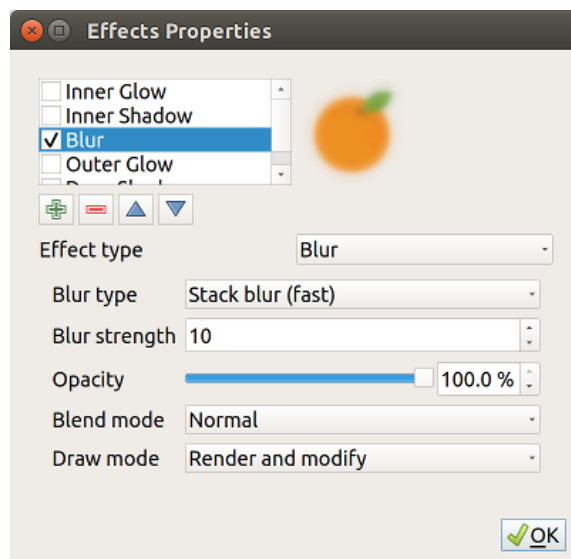 Effects Properties
Inner Glow
Inner Shadow
Blur
Outer Glow
Effect type Blur
Blur type Stack blur (fast)
Blur strength 10
Opacity 100.0 %
Blend mode Normal
Draw mode Render and modify
OK